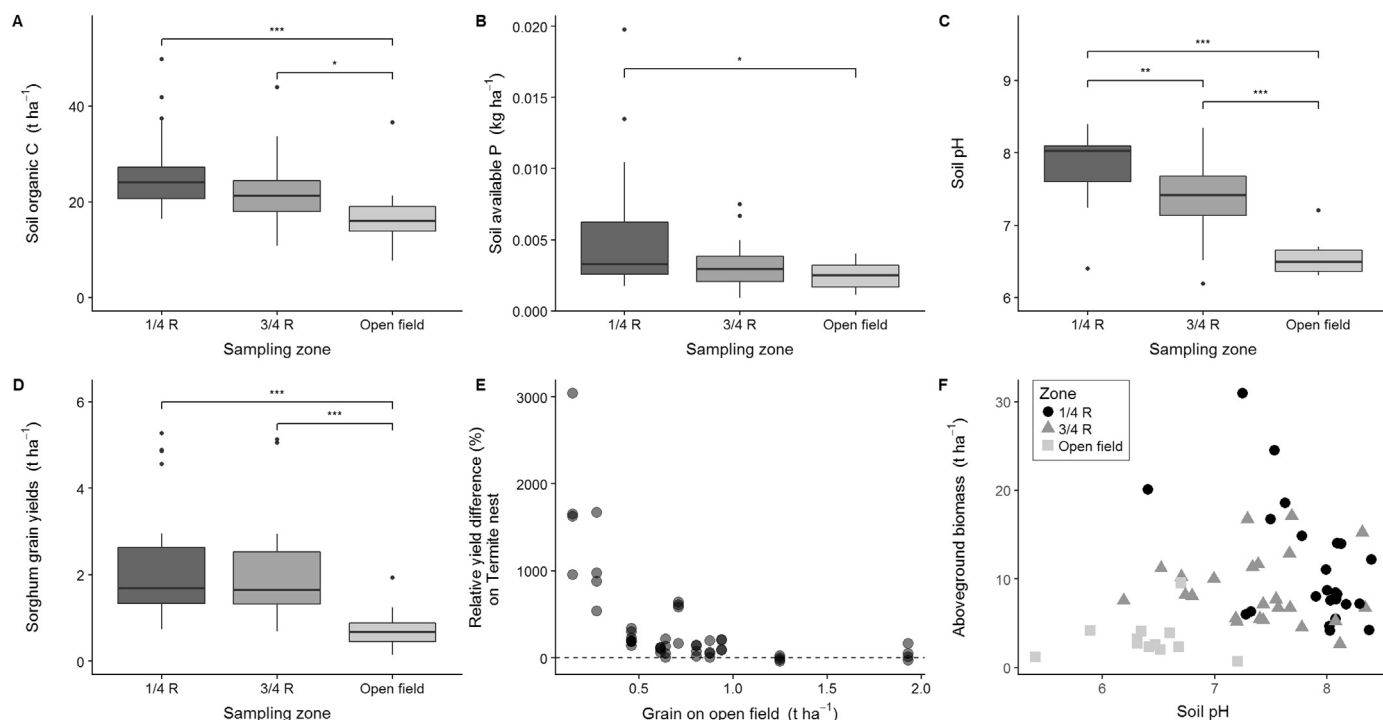 A
***
*
Soil organic C (t ha⁻¹)
40
20
0
1/4 R
3/4 R
Open field
Sampling zone
B
*
Soil available P (kg ha⁻¹)
0.020
0.015
0.010
0.005
0.000
1/4 R
3/4 R
Open field
Sampling zone
C
***
**
***
Soil pH
9
8
7
6
1/4 R
3/4 R
Open field
Sampling zone
D
***
***
Sorghum grain yields (t ha⁻¹)
6
4
2
0
1/4 R
3/4 R
Open field
Sampling zone
E
Relative yield difference (%)
on Termite nest
3000
2000
1000
0
0.5
1.0
1.5
2.0
Grain on open field (t ha⁻¹)
F
Zone
1/4 R
3/4 R
Open field
Aboveground biomass (t ha⁻¹)
30
20
10
0
6
7
8
Soil pH